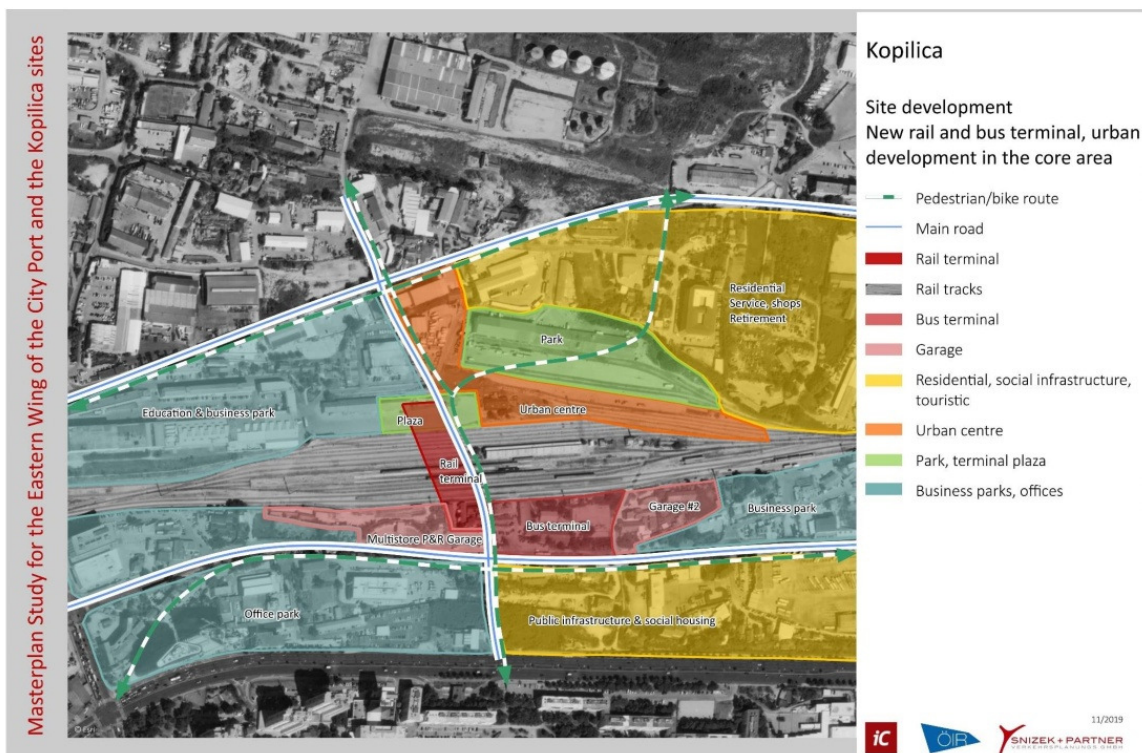 Masterplan Study for the Eastern Wing of the City Port and the Kopilica sites
Kopilica
Site development
New rail and bus terminal, urban
development in the core area
Pedestrian/bike route
Main road
Rail terminal
Rail tracks
Bus terminal
Garage
Residential, social infrastructure,
touristic
Urban centre
Park, terminal plaza
Business parks, offices
Residential
Service, shops
Retirement
Park
Education & business park
Plaza
Urban centre
Rail
terminal
Multistore P&R Garage
Bus terminal
Garage #2
Business park
Office park
Public infrastructure & social housing
11/2019
iC
ÖIR
SNIZEK + PARTNER
VERKEHRSPLANUNGS GMBH